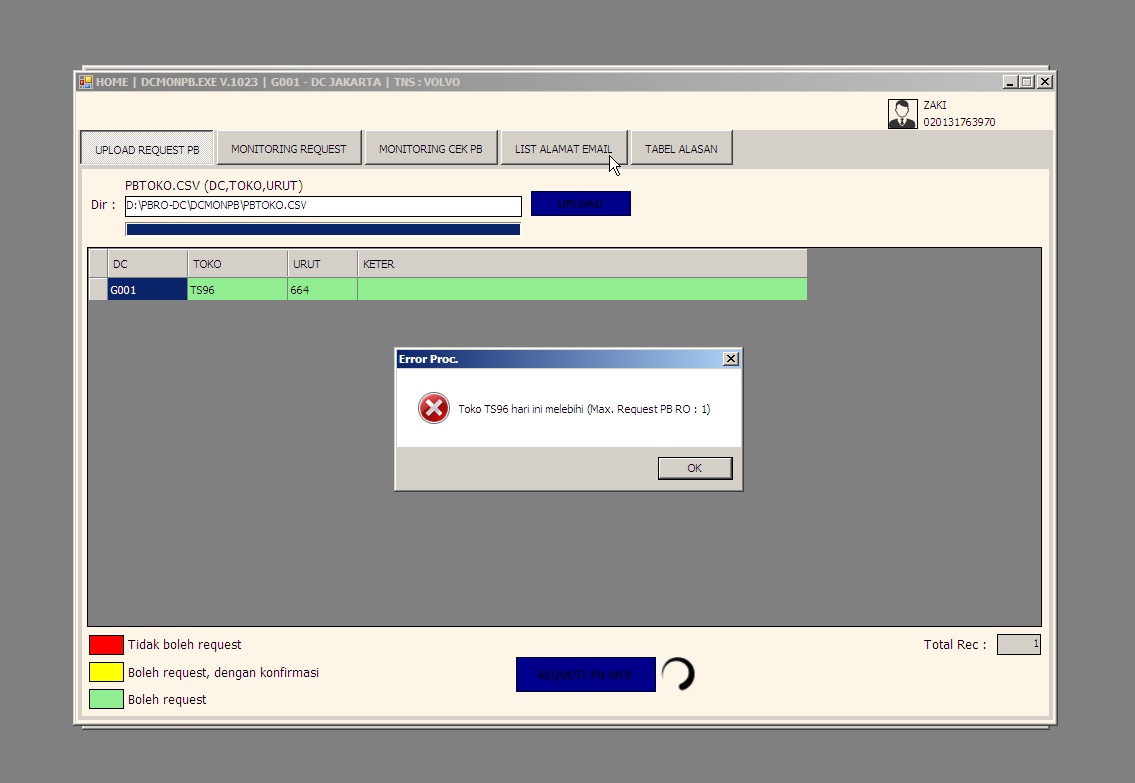 HOME | DCMONPB.EXE V.1023 | G001 - DC JAKARTA | TNS : VOLVO
ZAKI
020131763970
UPLOAD REQUEST PB MONITORING REQUEST MONITORING CEK PB LIST ALAMAT EMAIL TABEL ALASAN
PBTOKO.CSV (DC,TOKO,URUT)
Dir : D:\PBRO-DC\DCMONPB\PBTOKO.CSV UPLOAD
DC TOKO URUT KETER
G001 TS96 664
Error Proc.
Toko TS96 hari ini melebihi (Max. Request PB RO : 1)
OK
Tidak boleh request Total Rec : 1
Boleh request, dengan konfirmasi
REQUEST PB WEB
Boleh request